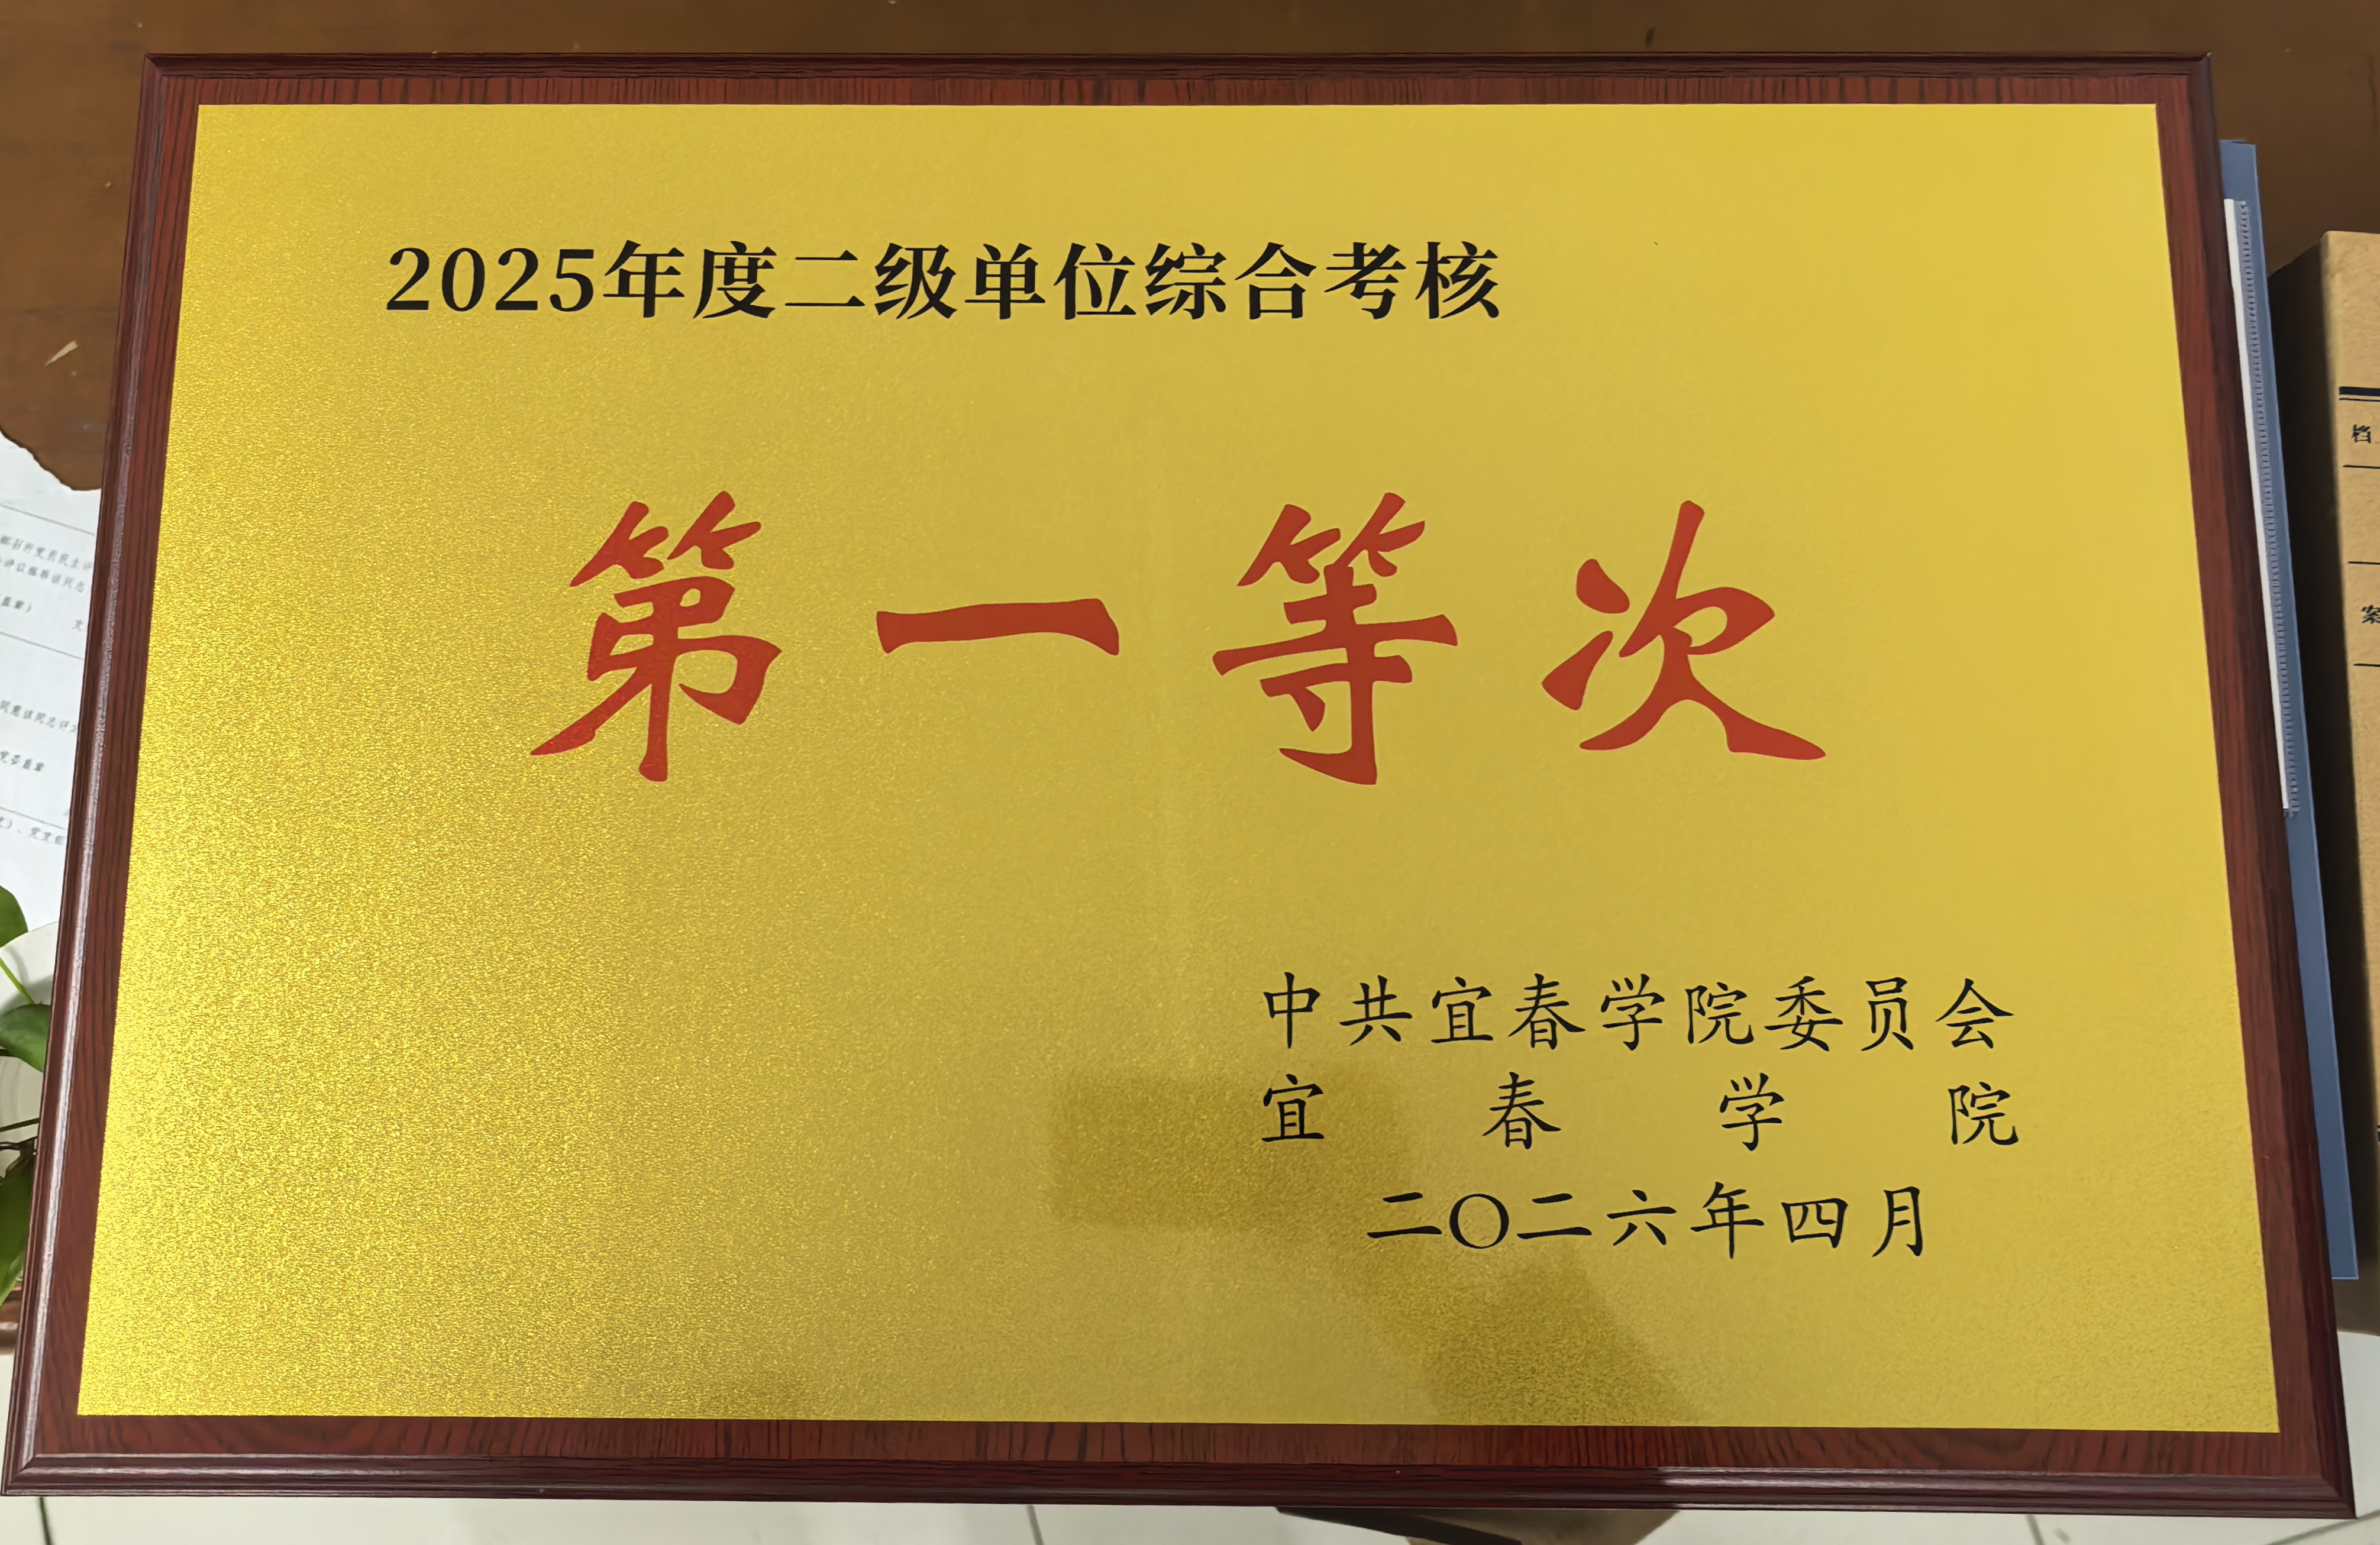 2025年度二级单位综合考核
第一等次
中共宜春学院委员会
宜春学院
二〇二六年四月
档
案